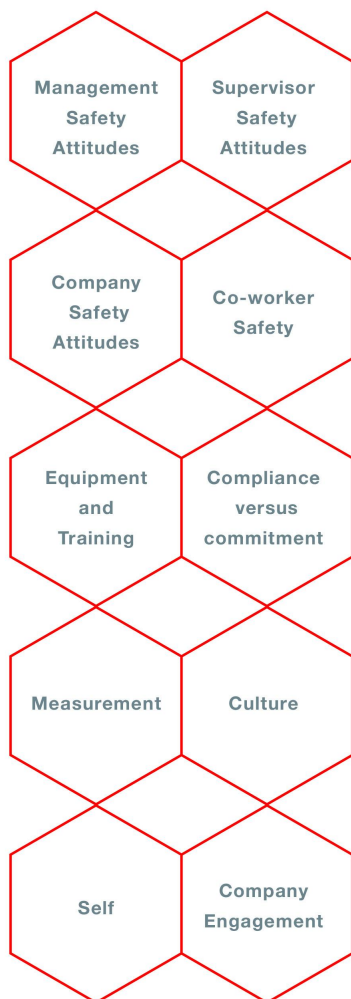 Management
Safety
Attitudes
Supervisor
Safety
Attitudes
Company
Safety
Attitudes
Co-worker
Safety
Equipment
and
Training
Compliance
versus
commitment
Measurement
Culture
Self
Company
Engagement